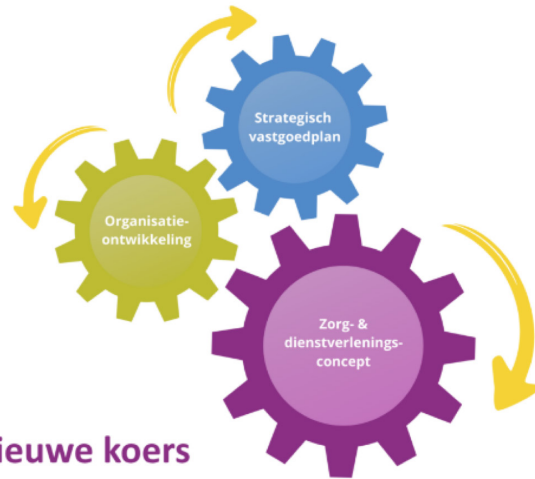 Strategisch
vastgoedplan
Organisatie-
ontwikkeling
Zorg- &
dienstverlenings-
concept
ieuwe koers